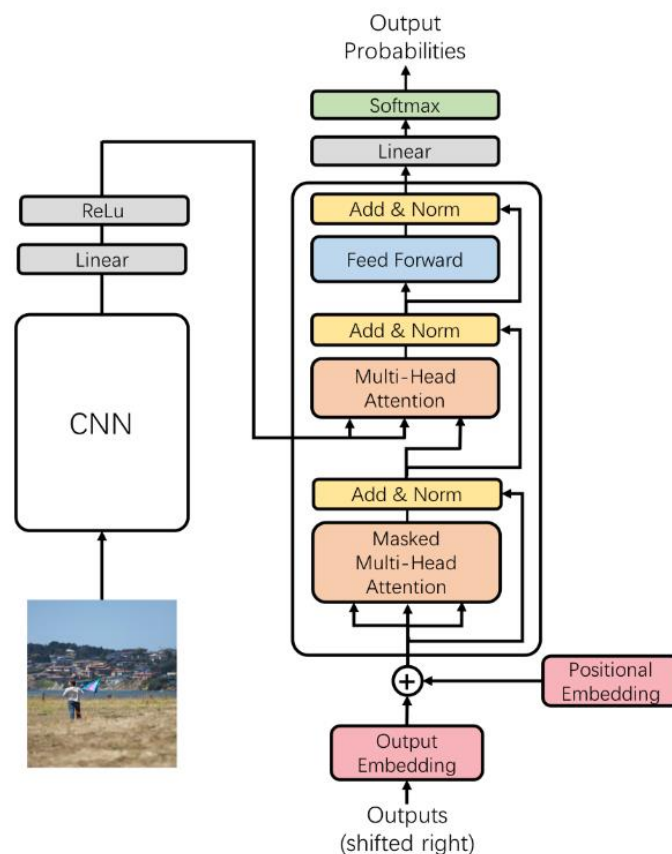 Output
Probabilities
Softmax
Linear
Add & Norm
Feed Forward
Add & Norm
Multi-Head
Attention
Add & Norm
Masked
Multi-Head
Attention
Positional
Embedding
Output
Embedding
Outputs
(shifted right)
ReLu
Linear
CNN